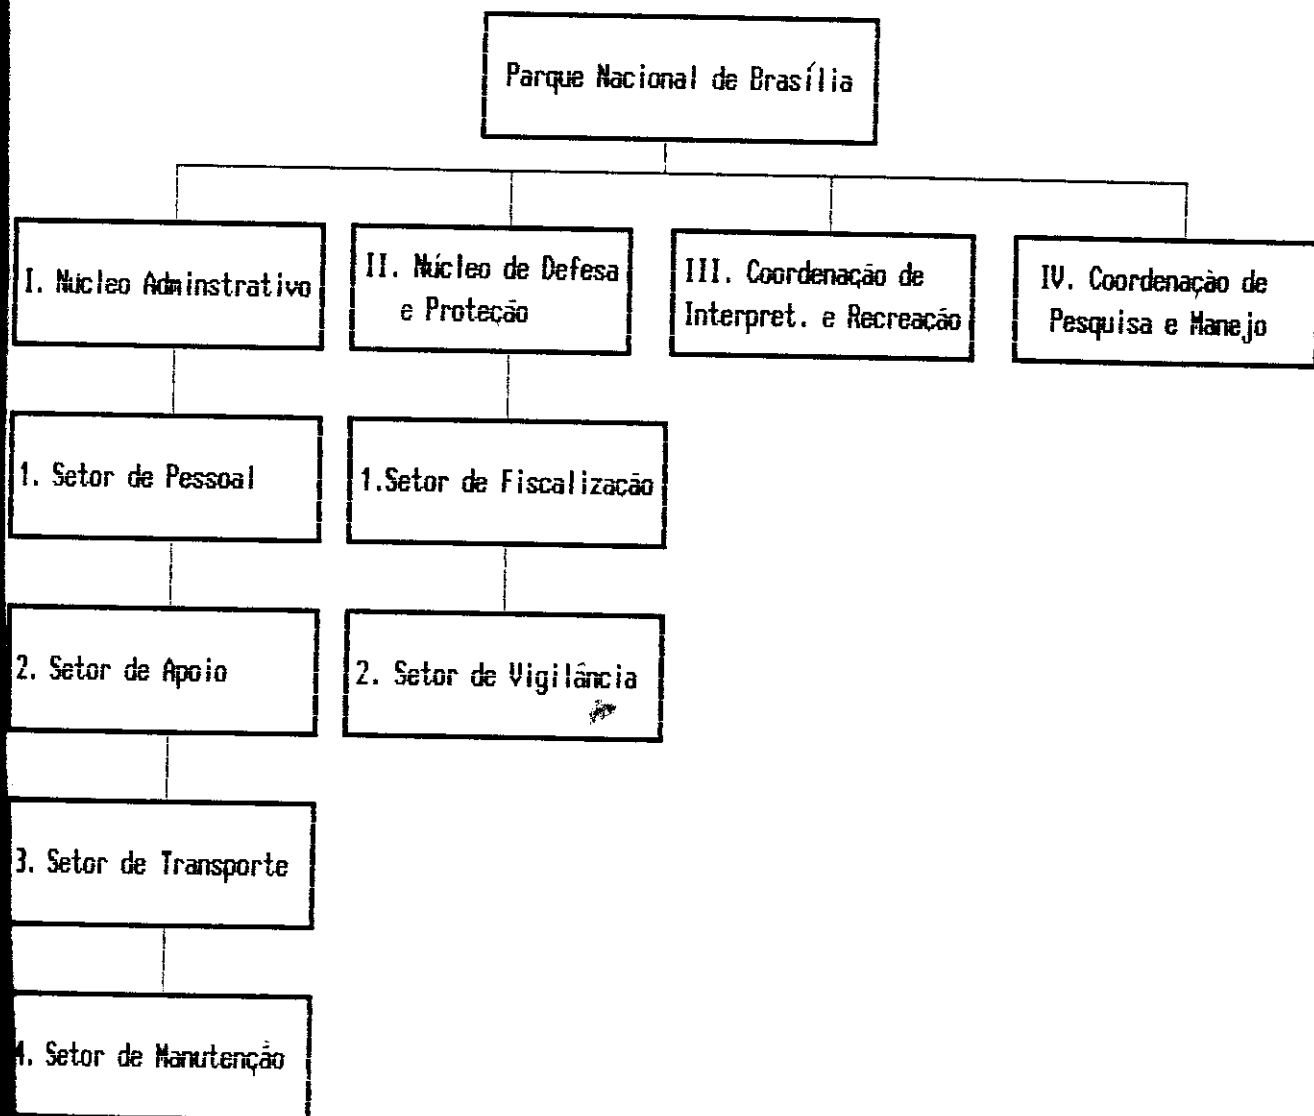 Parque Nacional de Brasília
I. Núcleo Adminstrativo
II. Núcleo de Defesa
e Proteção
III. Coordenação de
Interpret. e Recreação
IV. Coordenação de
Pesquisa e Manejo
1. Setor de Pessoal
1.Setor de Fiscalização
2. Setor de Apoio
2. Setor de Vigilância
3. Setor de Transporte
4. Setor de Manutenção